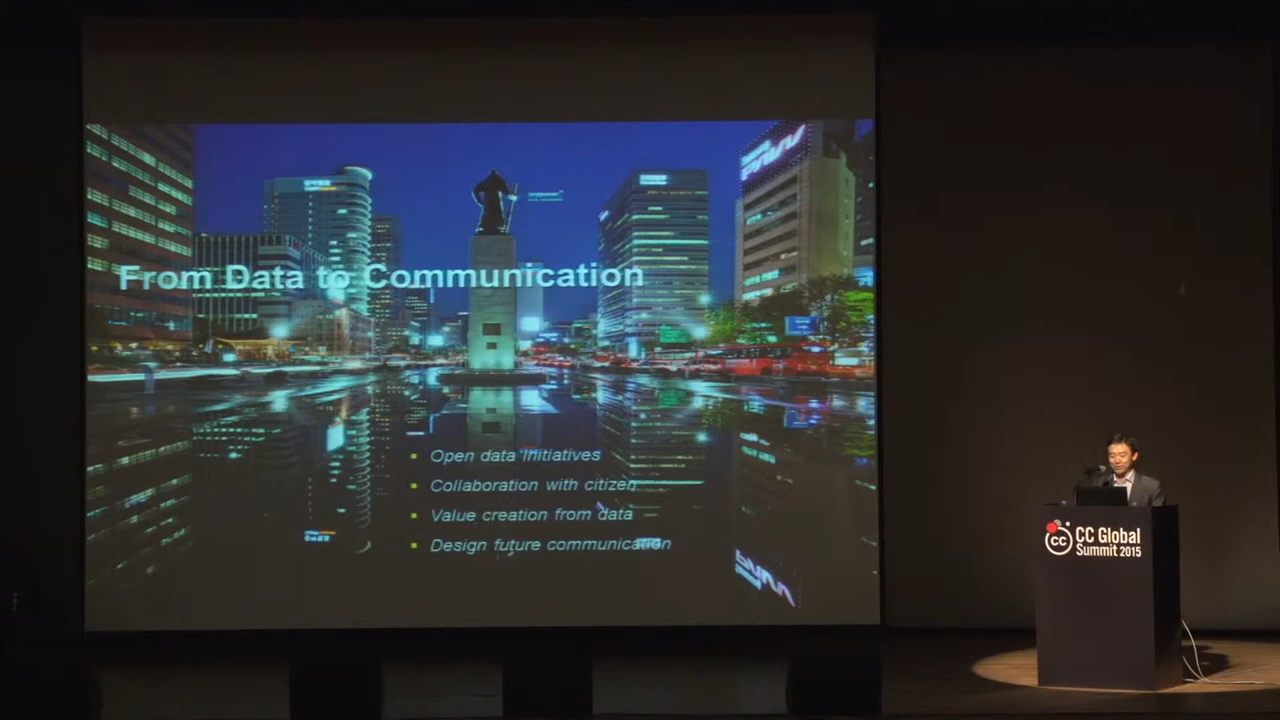 From Data to Communication
Open data initiatives
Collaboration with citizen
Value creation from data
Design future communication
CC
CC Global
Summit 2015